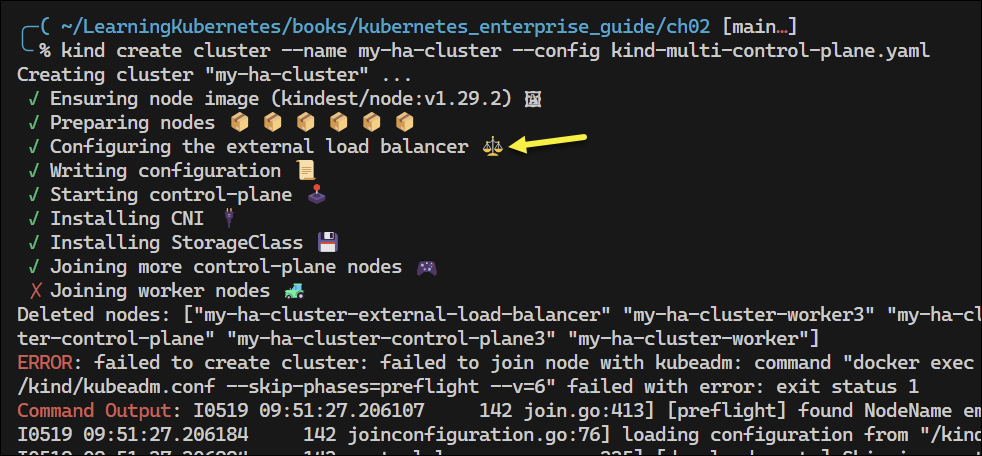 ~/LearningKubernetes/books/kubernetes_enterprise_guide/ch02 [main…]
% kind create cluster --name my-ha-cluster --config kind-multi-control-plane.yaml
Creating cluster "my-ha-cluster" ...
✓ Ensuring node image (kindest/node:v1.29.2) 🖼
✓ Preparing nodes 📦 📦 📦 📦 📦 📦
✓ Configuring the external load balancer ⚖️
✓ Writing configuration 📜
✓ Starting control-plane 🕹️
✓ Installing CNI 🔌
✓ Installing StorageClass 💾
✓ Joining more control-plane nodes 🎮
✗ Joining worker nodes 🚜
Deleted nodes: ["my-ha-cluster-external-load-balancer" "my-ha-cluster-worker3" "my-ha-cl
ter-control-plane" "my-ha-cluster-control-plane3" "my-ha-cluster-worker"]
ERROR: failed to create cluster: failed to join node with kubeadm: command "docker exec
/kind/kubeadm.conf --skip-phases=preflight --v=6" failed with error: exit status 1
Command Output: I0519 09:51:27.206107 142 join.go:413] [preflight] found NodeName em
I0519 09:51:27.206184 142 joinconfiguration.go:76] loading configuration from "/kind